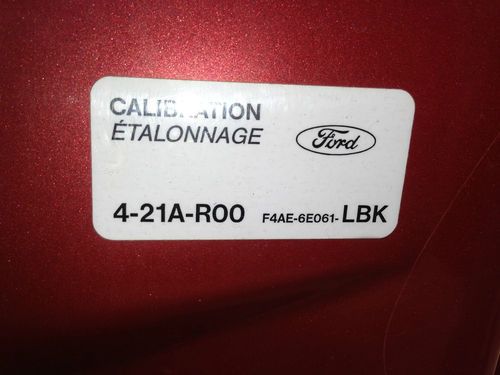 CALIBRATION
ÉTALONNAGE
Ford
4-21A-R00 F4AE-6E061-LBK